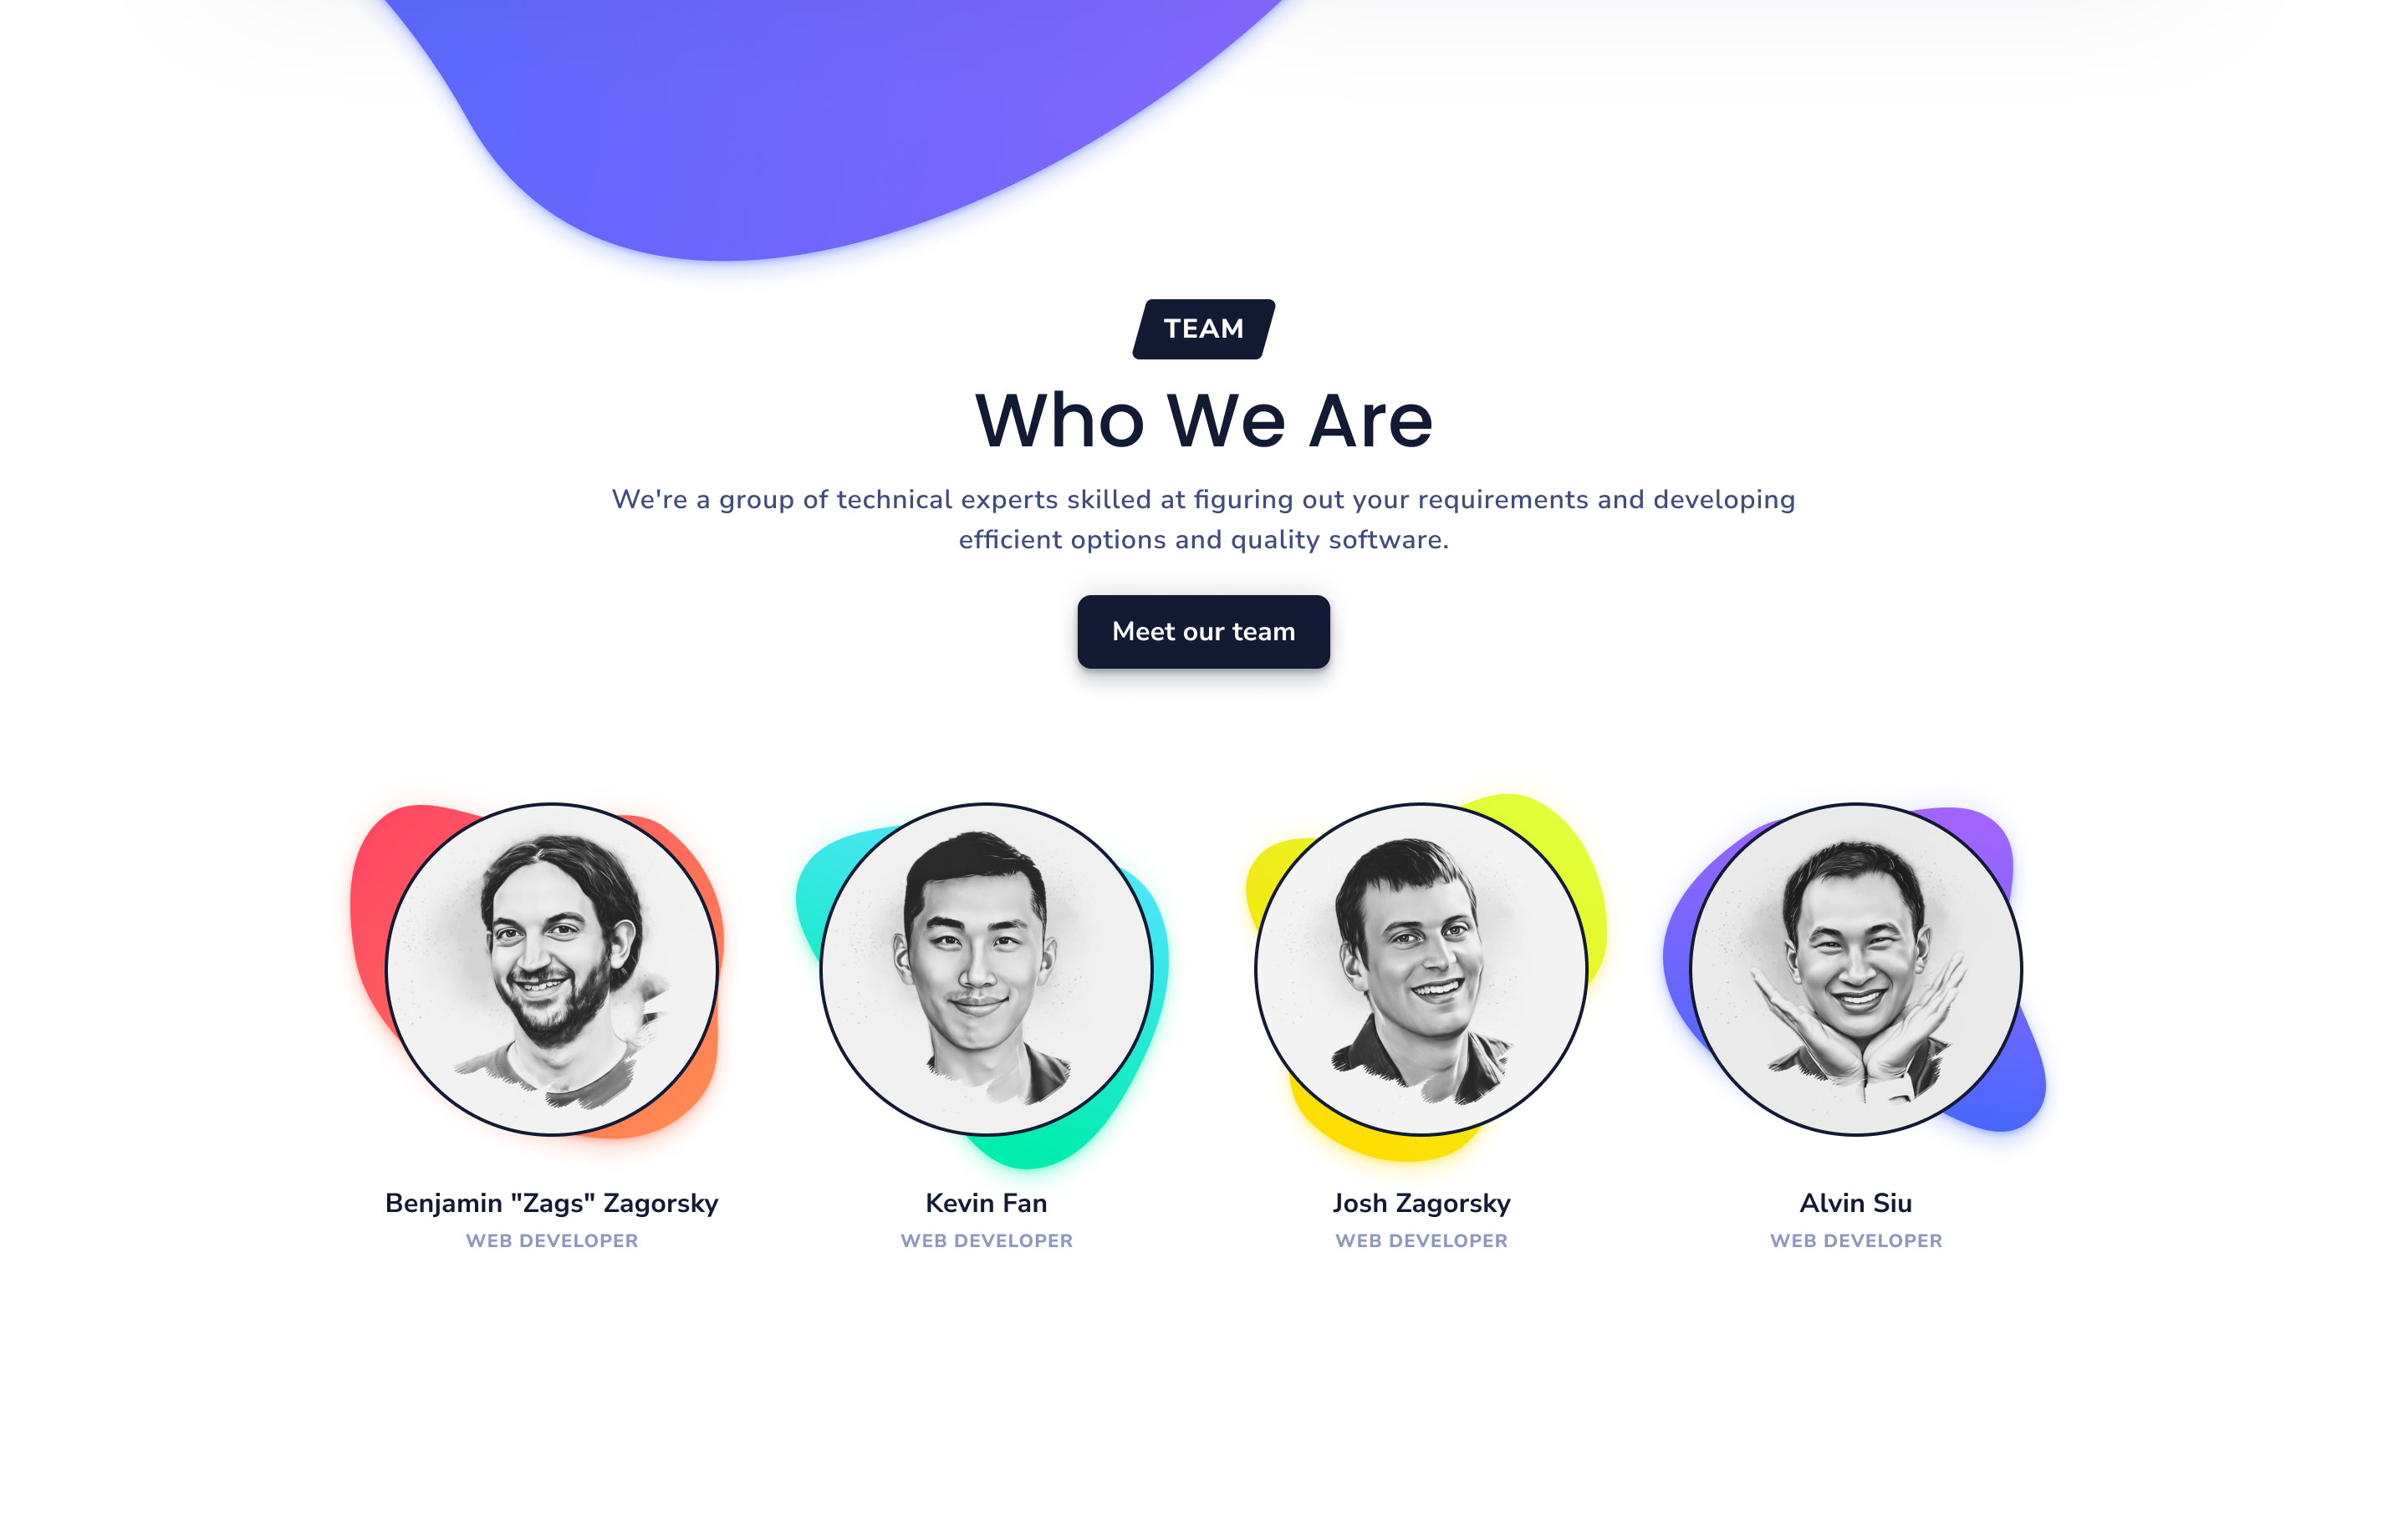 TEAM
Who We Are
We're a group of technical experts skilled at figuring out your requirements and developing
efficient options and quality software.
Meet our team
Benjamin "Zags" Zagorsky
WEB DEVELOPER
Kevin Fan
WEB DEVELOPER
Josh Zagorsky
WEB DEVELOPER
Alvin Siu
WEB DEVELOPER